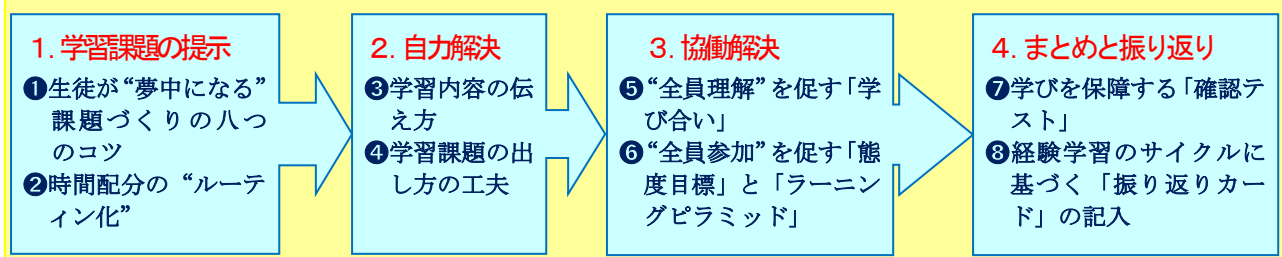 1. 学習課題の提示
❶生徒が“夢中になる”
課題づくりの八つ
のコツ
❷時間配分の“ルーテ
ィン化”
2. 自力解決
❸学習内容の伝
え方
❹学習課題の出
し方の工夫
3. 協働解決
❺“全員理解”を促す「学
び合い」
❻“全員参加”を促す「態
度目標」と「ラーニン
グピラミッド」
4. まとめと振り返り
❼学びを保障する「確認テ
スト」
❽経験学習のサイクルに
基づく「振り返りカー
ド」の記入